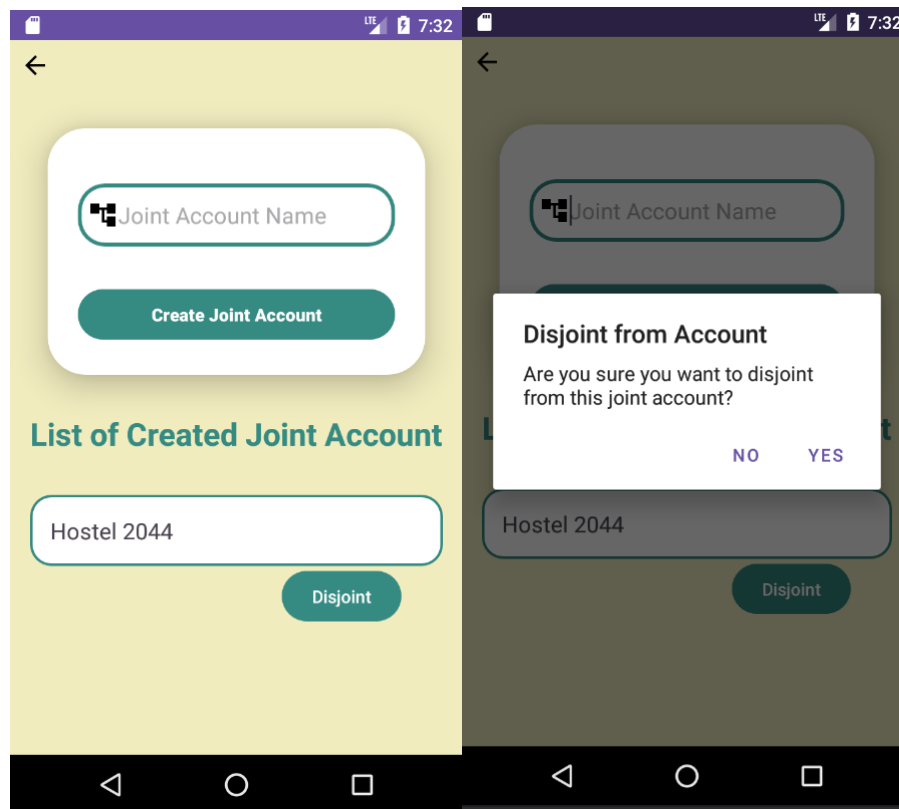 LTE 7:32
Joint Account Name
Create Joint Account
List of Created Joint Account
Hostel 2044
Disjoint
LTE 7:32
Joint Account Name
Disjoint from Account
Are you sure you want to disjoint
from this joint account?
NO YES
L t
Hostel 2044
Disjoint